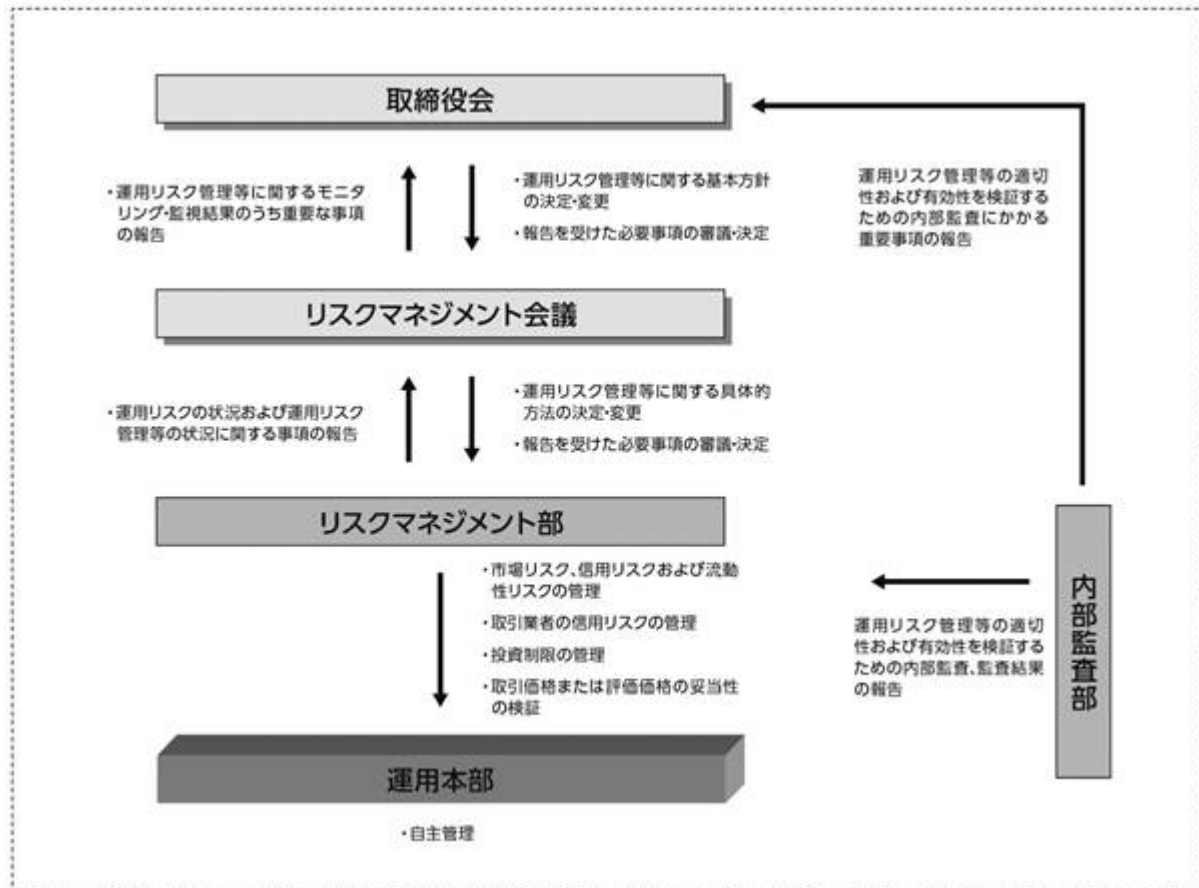 取締役会
・運用リスク管理等に関するモニタ
リング・監視結果のうち重要な事項
の報告
・運用リスク管理等に関する基本方針
の決定・変更
・報告を受けた必要事項の審議・決定
運用リスク管理等の適切
性および有効性を検証する
ための内部監査にかかる
重要事項の報告
リスクマネジメント会議
・運用リスクの状況および運用リスク
管理等の状況に関する事項の報告
・運用リスク管理等に関する具体的
方法の決定・変更
・報告を受けた必要事項の審議・決定
リスクマネジメント部
・市場リスク、信用リスクおよび流動
性リスクの管理
・取引業者の信用リスクの管理
・投資制限の管理
・取引価格または評価価格の妥当性
の検証
運用リスク管理等の適切
性および有効性を検証する
ための内部監査、監査結果
の報告
内部監査部
運用本部
・自主管理